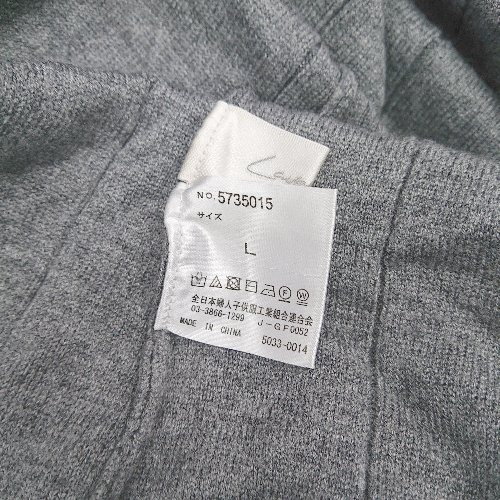 NO. 5735015
サイズ
L
全日本婦人子供服工業組合連合会
03-3866-1299 J-GF0052
MADE IN CHINA 5033-0014